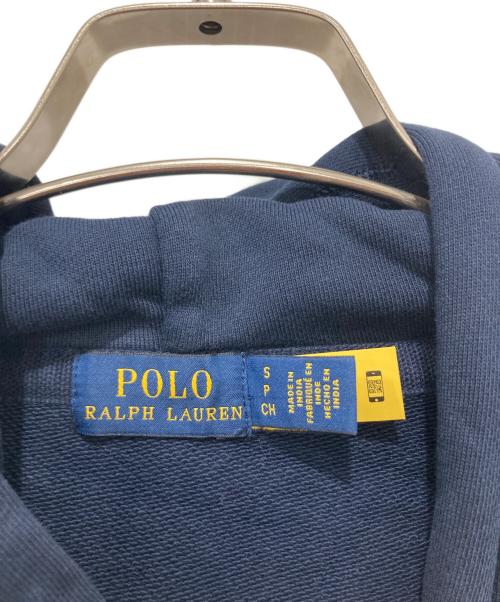 POLO
RALPH LAUREN
S
P
CH
MADE IN
INDIA
FABRIQUÉ EN
INDE
HECHO EN
INDIA